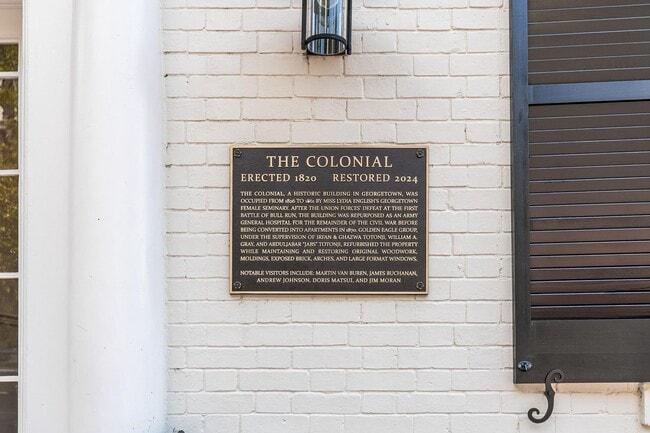 THE COLONIAL
ERECTED 1820 RESTORED 2024
THE COLONIAL, A HISTORIC BUILDING IN GEORGETOWN, WAS
OCCUPIED FROM 1826 TO 1861 BY MISS LYDIA ENGLISH'S GEORGETOWN
FEMALE SEMINARY. AFTER THE UNION FORCES' DEFEAT AT THE FIRST
BATTLE OF BULL RUN, THE BUILDING WAS REPURPOSED AS AN ARMY
GENERAL HOSPITAL FOR THE REMAINDER OF THE CIVIL WAR BEFORE
BEING CONVERTED INTO APARTMENTS IN 1870. GOLDEN EAGLE GROUP,
UNDER THE SUPERVISION OF IRFAN & GHAZWA TOTONJI, WILLIAM A.
GRAY, AND ABDULJABAR "JABS" TOTONJI, REFURBISHED THE PROPERTY
WHILE MAINTAINING AND RESTORING ORIGINAL WOODWORK,
MOLDINGS, EXPOSED BRICK, ARCHES, AND LARGE FORMAT WINDOWS.
NOTABLE VISITORS INCLUDE: MARTIN VAN BUREN, JAMES BUCHANAN,
ANDREW JOHNSON, DORIS MATSUI, AND JIM MORAN